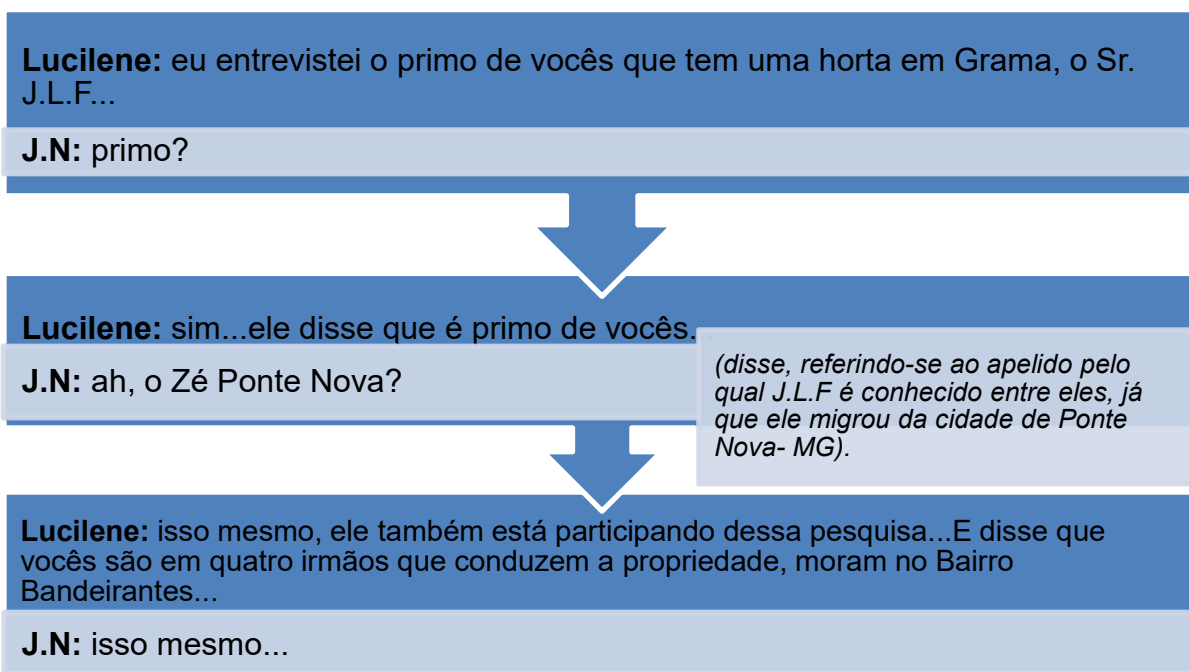 Lucilene: eu entrevistei o primo de vocês que tem uma horta em Grama, o Sr.
J.L.F...
J.N: primo?
Lucilene: sim...ele disse que é primo de vocês.
J.N: ah, o Zé Ponte Nova?
(disse, referindo-se ao apelido pelo
qual J.L.F é conhecido entre eles, já
que ele migrou da cidade de Ponte
Nova- MG).
Lucilene: isso mesmo, ele também está participando dessa pesquisa...E disse que
vocês são em quatro irmãos que conduzem a propriedade, moram no Bairro
Bandeirantes...
J.N: isso mesmo...